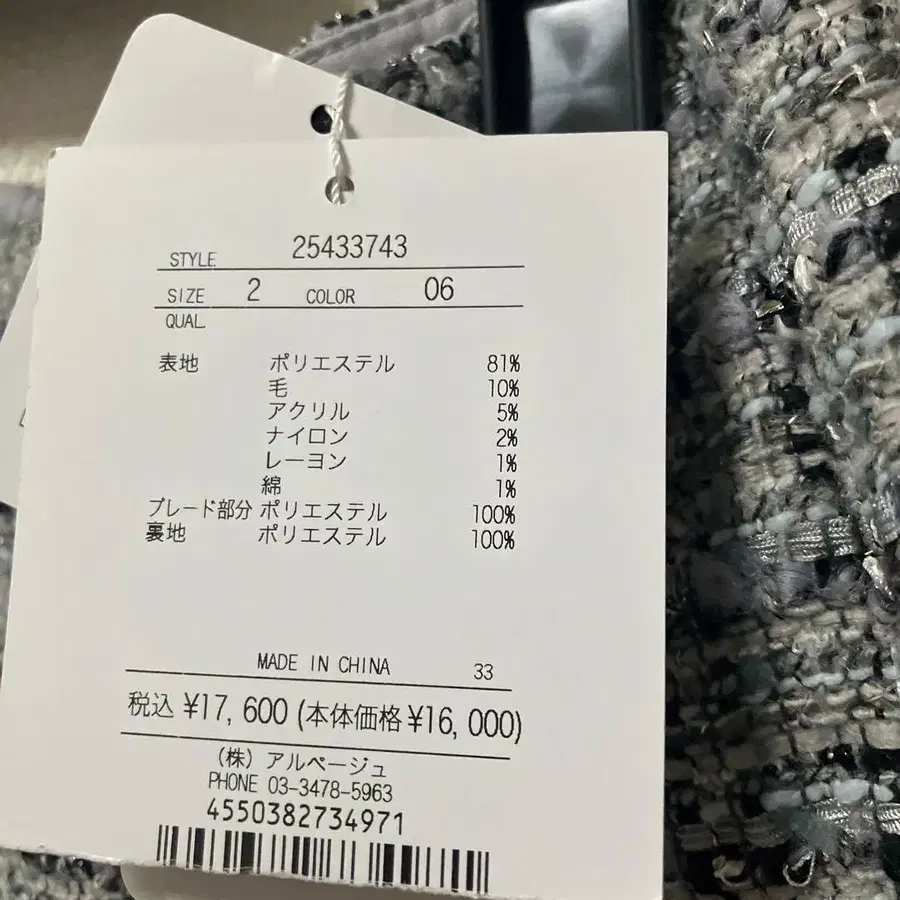 STYLE 25433743
SIZE 2 COLOR 06
QUAL
表地 ポリエステル 81%
毛 10%
アクリル 5%
ナイロン 2%
レーヨン 1%
綿 1%
ブレード部分 ポリエステル 100%
裏地 ポリエステル 100%
MADE IN CHINA 33
税込 ¥17,600 (本体価格¥16,000)
(株) アルページュ
PHONE 03-3478-5963
4550382734971